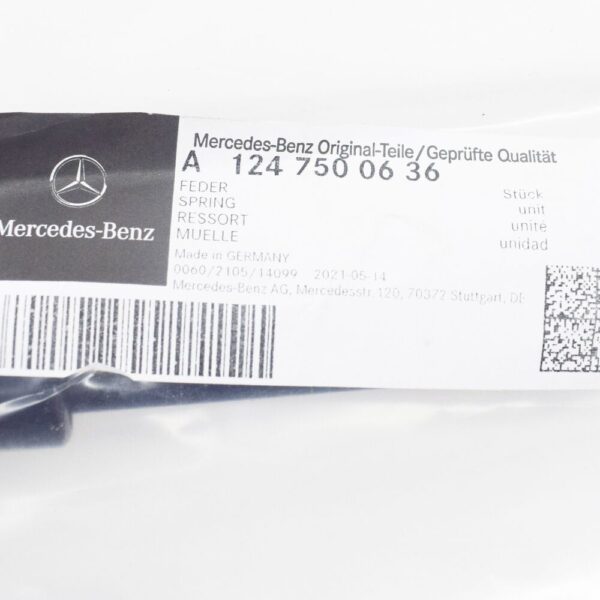 Mercedes-Benz
Mercedes-Benz Original-Teile/Geprüfte Qualität
A 124 750 06 36
FEDER
SPRING
RESSORT
MUELLE
Stück
unit
unité
unidad
Made in GERMANY
0060/2105/14099 2021-05-14
Mercedes-Benz AG, Mercedesstr.120, 70372 Stuttgart, DE